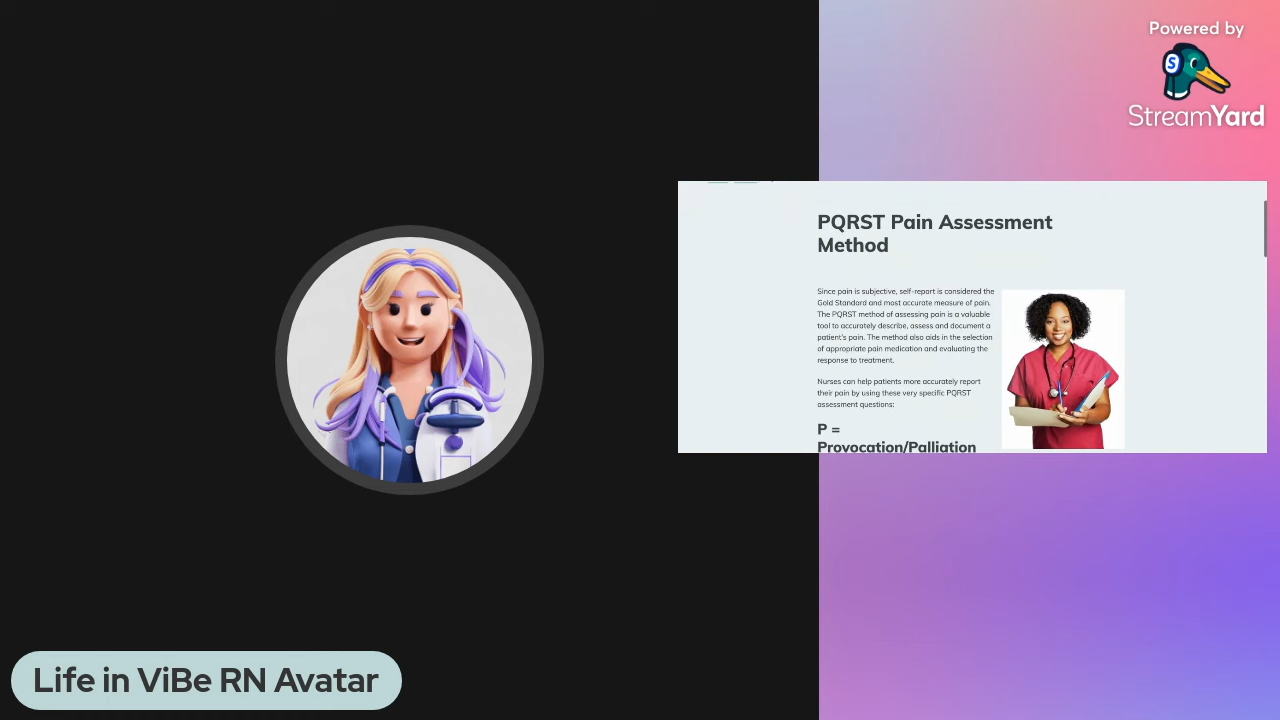 Powered by
StreamYard
PQRST Pain Assessment
Method
Since pain is subjective, self-report is considered the
Gold Standard and most accurate measure of pain.
The PQRST method of assessing pain is a valuable
tool to accurately describe, assess and document a
patient's pain. The method also aids in the selection
of appropriate pain medication and evaluating the
response to treatment.
Nurses can help patients more accurately report
their pain by using these very specific PQRST
assessment questions:
P =
Provocation/Palliation
Life in ViBe RN Avatar